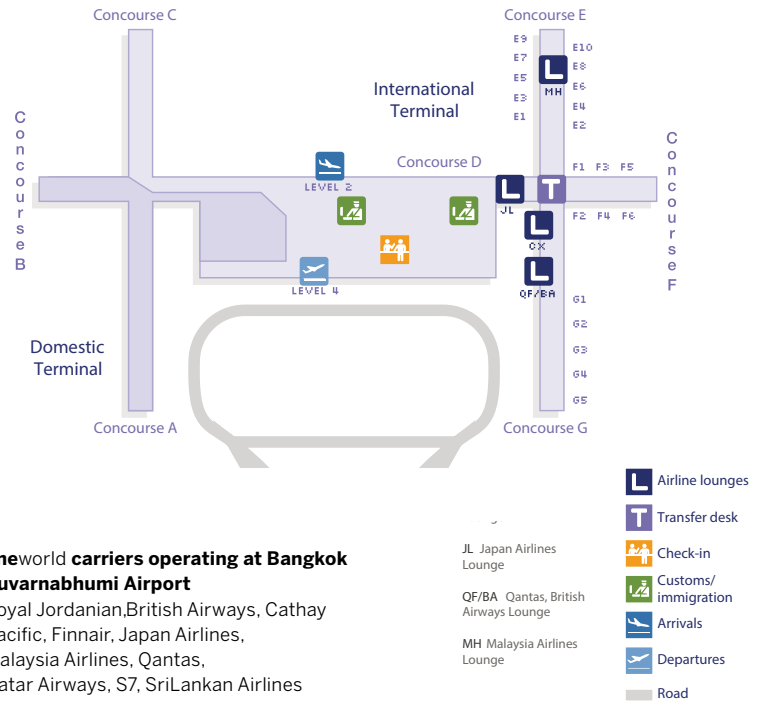 Concourse C
Concourse E
E9
E7
E5
E3
E1
E10
E8
E6
E4
E2
L
MH
International
Terminal
Concourse B
Concourse D
Concourse F
F1 F3 F5
LEVEL 2
L
JL
T
F2 F4 F6
L
CX
L
QF/BA
LEVEL 4
G1
G2
G3
G4
G5
Domestic
Terminal
Concourse A
Concourse G
L Airline lounges
T Transfer desk
Check-in
Customs/
immigration
Arrivals
Departures
Road
neworld carriers operating at Bangkok
uvarnabhumi Airport
oyal Jordanian,British Airways, Cathay
acific, Finnair, Japan Airlines,
alaysia Airlines, Qantas,
atar Airways, S7, SriLankan Airlines
JL Japan Airlines
Lounge
QF/BA Qantas, British
Airways Lounge
MH Malaysia Airlines
Lounge